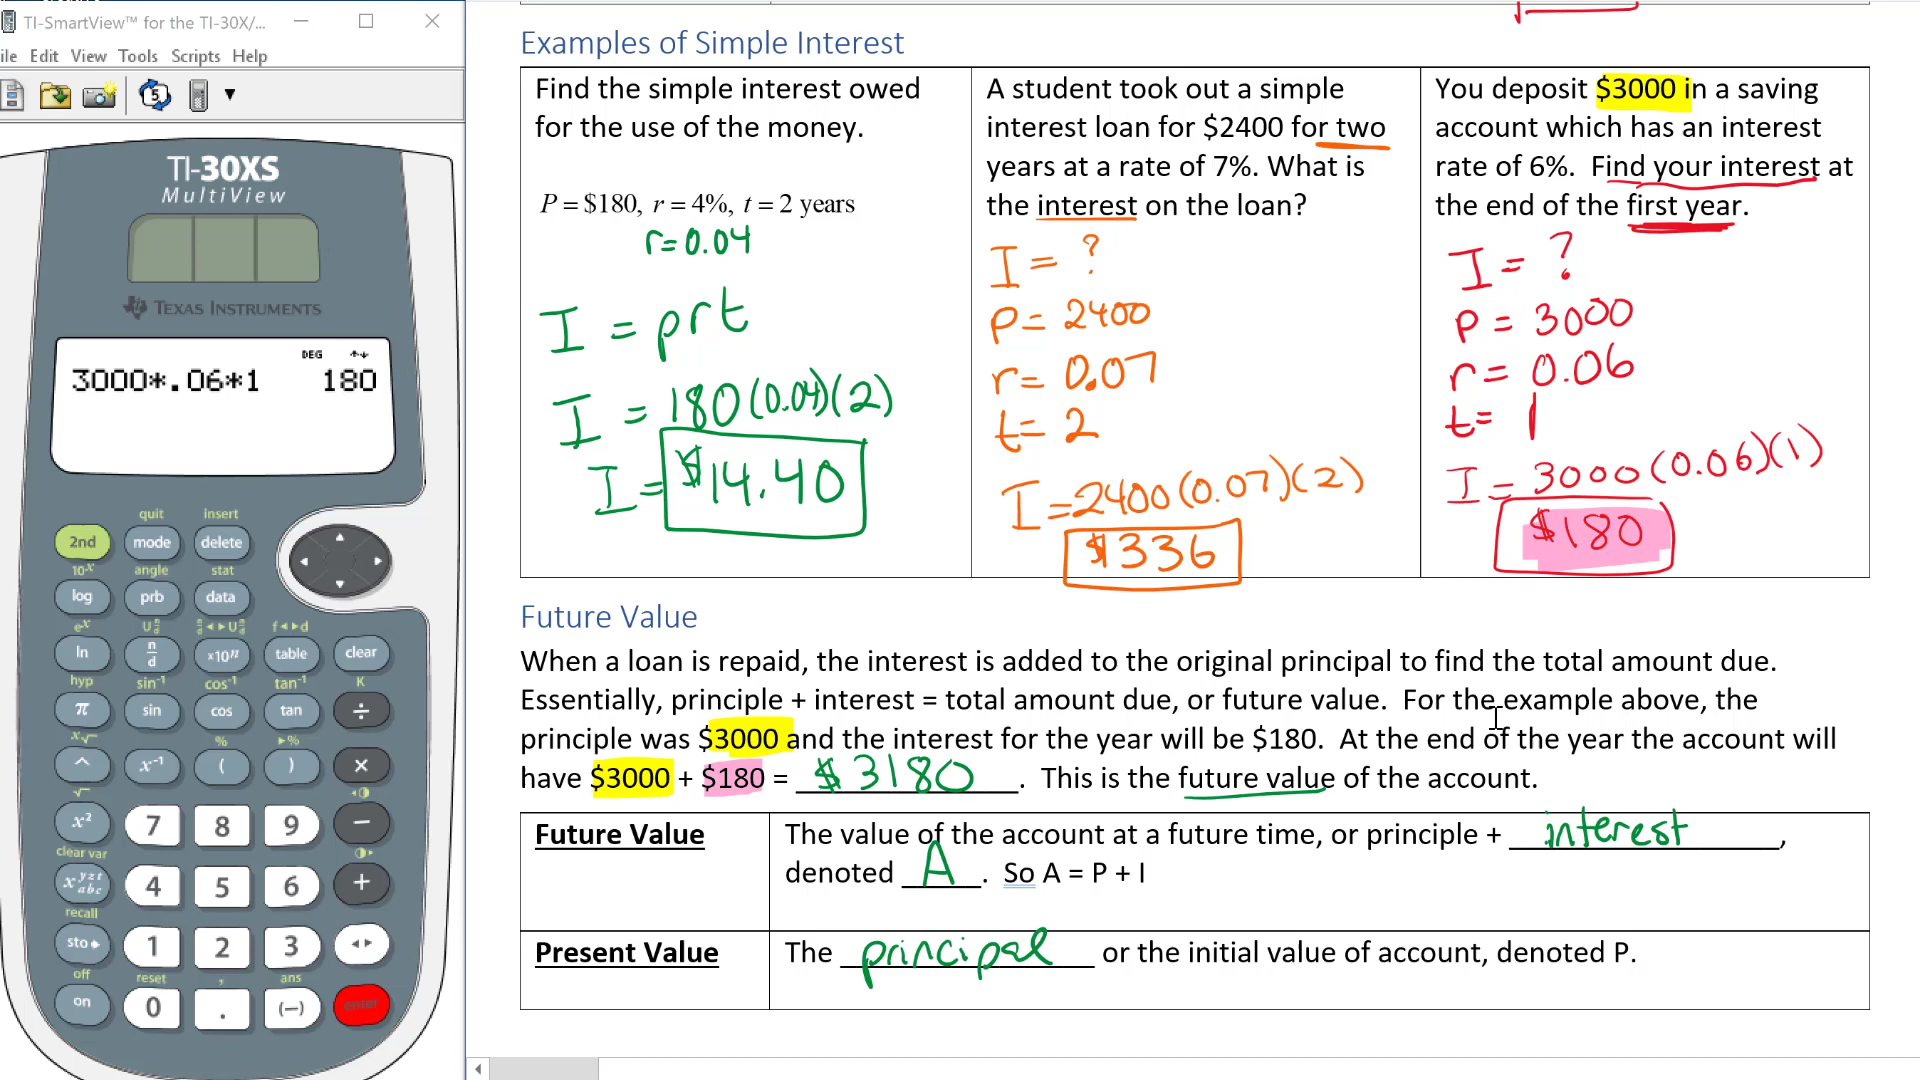 TI-SmartView™ for the TI-30X/...
ile Edit View Tools Scripts Help
TI-30XS
MultiView
TEXAS INSTRUMENTS
DEG
3000*.06*1 180
quit insert
2nd mode delete
10ˣ angle stat
log prb data
eˣ U n/d n/d◄►U n/d f◄►d
ln n/d ×10ⁿ table clear
hyp sin⁻¹ cos⁻¹ tan⁻¹ K
π sin cos tan ÷
ˣ√ % ►%
^ x⁻¹ ( ) ×
√
x² 7 8 9 −
clear var
x yzt abc 4 5 6 +
recall
sto► 1 2 3 ◄►
off reset , ans
on 0 . (−) enter
Examples of Simple Interest
Find the simple interest owed
for the use of the money.
P = $180, r = 4%, t = 2 years
r = 0.04
I = prt
I = 180(0.04)(2)
I = $14.40
A student took out a simple
interest loan for $2400 for two
years at a rate of 7%. What is
the interest on the loan?
I = ?
P = 2400
r = 0.07
t = 2
I = 2400(0.07)(2)
$336
You deposit $3000 in a saving
account which has an interest
rate of 6%. Find your interest at
the end of the first year.
I = ?
P = 3000
r = 0.06
t = 1
I = 3000(0.06)(1)
$180
Future Value
When a loan is repaid, the interest is added to the original principal to find the total amount due.
Essentially, principle + interest = total amount due, or future value. For the example above, the
principle was $3000 and the interest for the year will be $180. At the end of the year the account will
have $3000 + $180 = $3180. This is the future value of the account.
Future Value
The value of the account at a future time, or principle + interest,
denoted A. So A = P + I
Present Value
The principal or the initial value of account, denoted P.